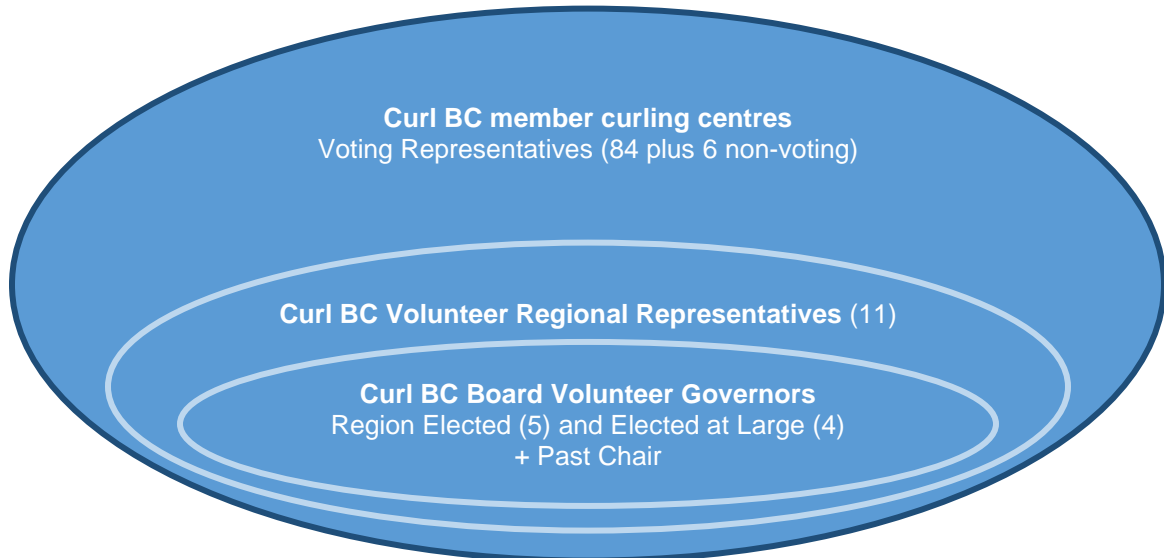 Curl BC member curling centres
Voting Representatives (84 plus 6 non-voting)
Curl BC Volunteer Regional Representatives (11)
Curl BC Board Volunteer Governors
Region Elected (5) and Elected at Large (4)
+ Past Chair